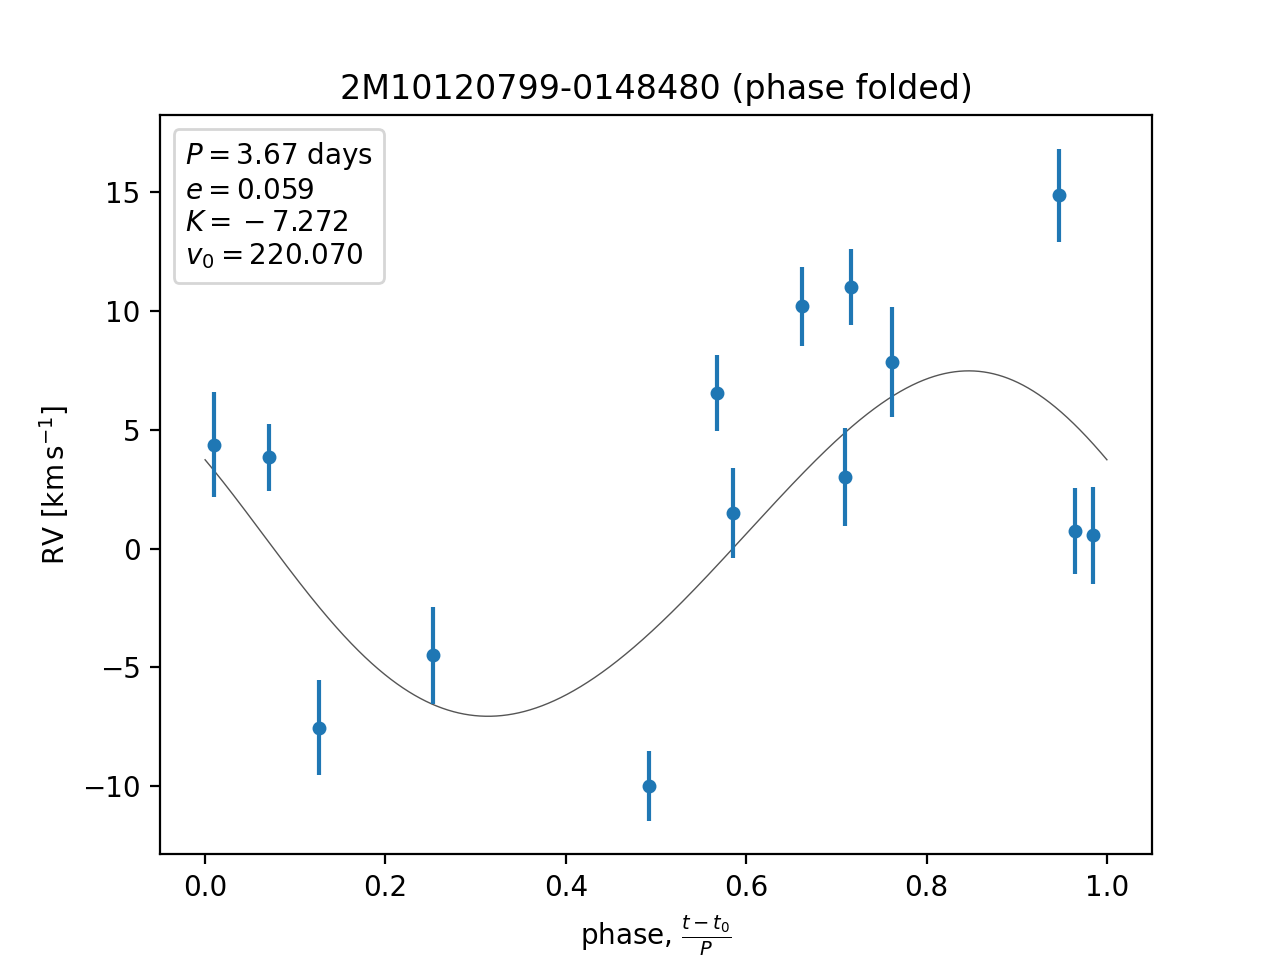 2M10120799-0148480 (phase folded)
P = 3.67 days
e = 0.059
K = −7.272
v₀ = 220.070
15
10
5
0
−5
−10
RV [km s⁻¹]
0.0 0.2 0.4 0.6 0.8 1.0
phase, (t − t₀)/P